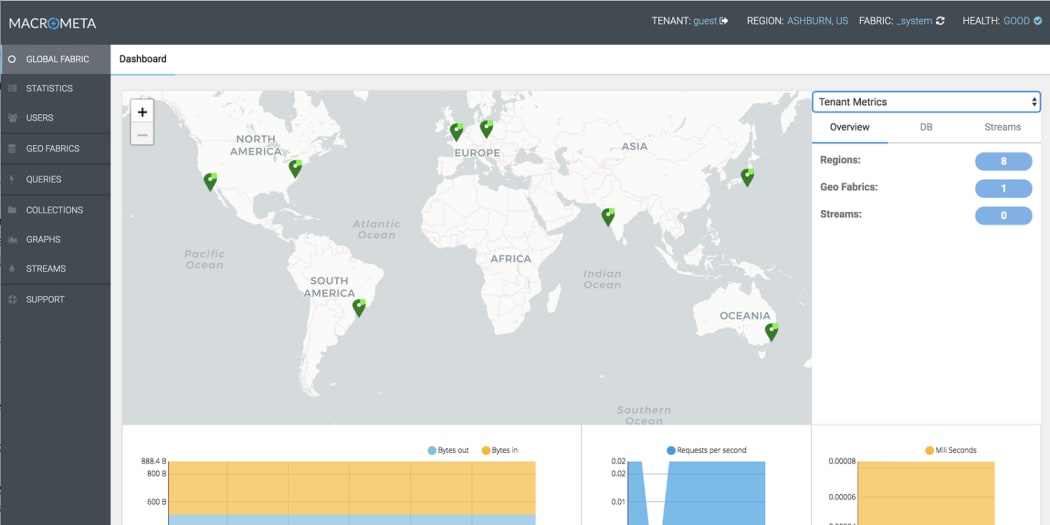 MACROMETA
TENANT: guest REGION: ASHBURN, US FABRIC: _system HEALTH: GOOD
GLOBAL FABRIC
STATISTICS
USERS
GEO FABRICS
QUERIES
COLLECTIONS
GRAPHS
STREAMS
SUPPORT
Dashboard
+
−
NORTH
AMERICA
EUROPE
ASIA
Atlantic
Ocean
Pacific
Ocean
AFRICA
Indian
Ocean
SOUTH
AMERICA
OCEANIA
Southern
Ocean
Tenant Metrics
Overview DB Streams
Regions: 8
Geo Fabrics: 1
Streams: 0
Bytes out Bytes in
888.4 B
800 B
600 B
Requests per second
0.02
0.02
0.01
Mili Seconds
0.00008
0.00006